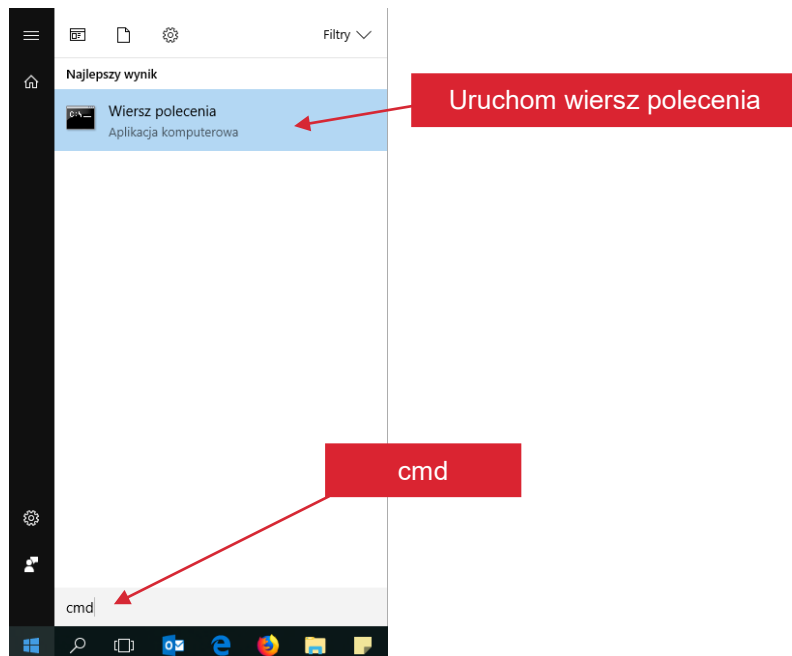 Filtry
Najlepszy wynik
Wiersz polecenia
Aplikacja komputerowa
Uruchom wiersz polecenia
cmd
cmd